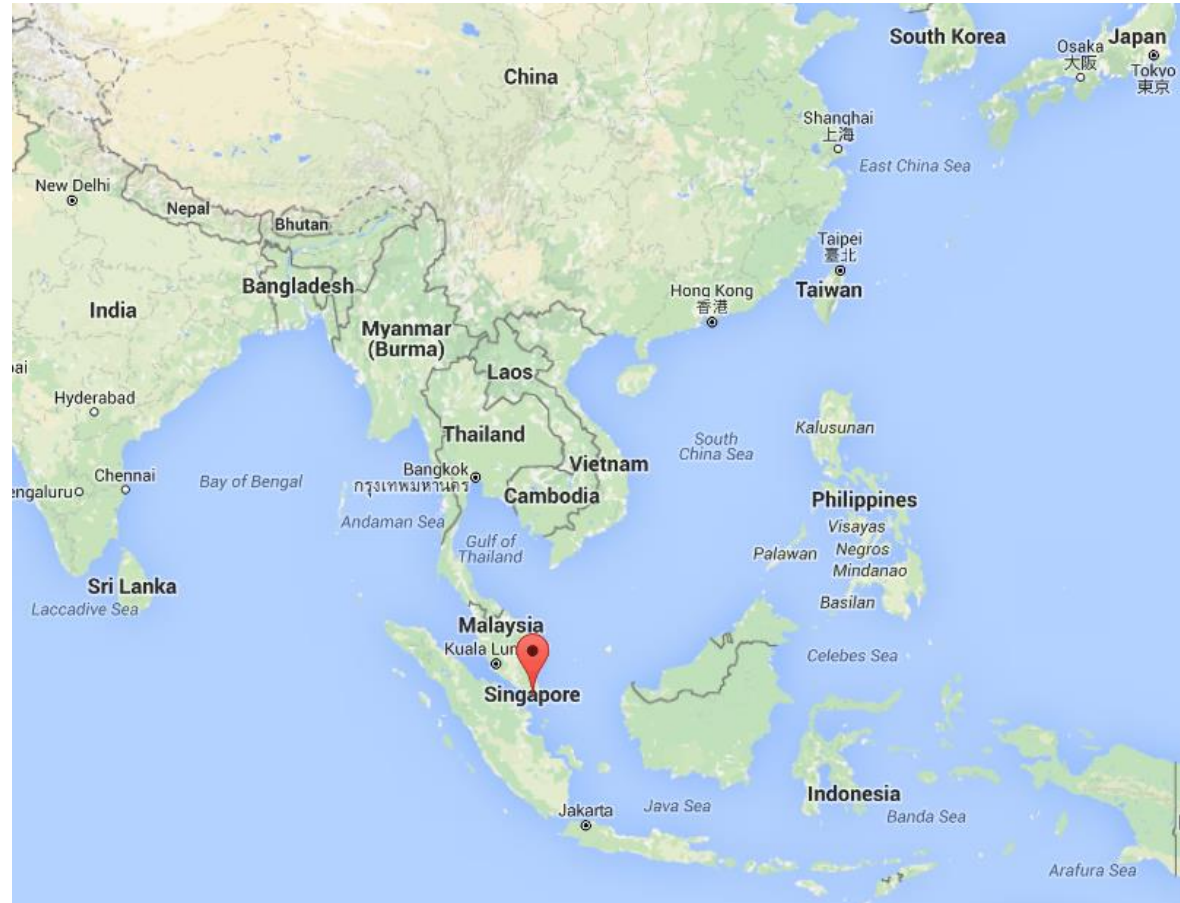 South Korea
Japan
Osaka
大阪
Tokyo
東京
China
Shanghai
上海
East China Sea
New Delhi
Nepal
Bhutan
Taipei
臺北
Taiwan
Bangladesh
Hong Kong
香港
India
Myanmar
(Burma)
Laos
ai
Hyderabad
Kalusunan
Thailand
South
China Sea
Vietnam
Bangkok
กรุงเทพมหานคร
Chennai
engaluru
Bay of Bengal
Cambodia
Philippines
Andaman Sea
Visayas
Gulf of
Thailand
Palawan
Negros
Mindanao
Sri Lanka
Laccadive Sea
Basilan
Malaysia
Kuala Lum
Celebes Sea
Singapore
Indonesia
Jakarta
Java Sea
Banda Sea
Arafura Sea